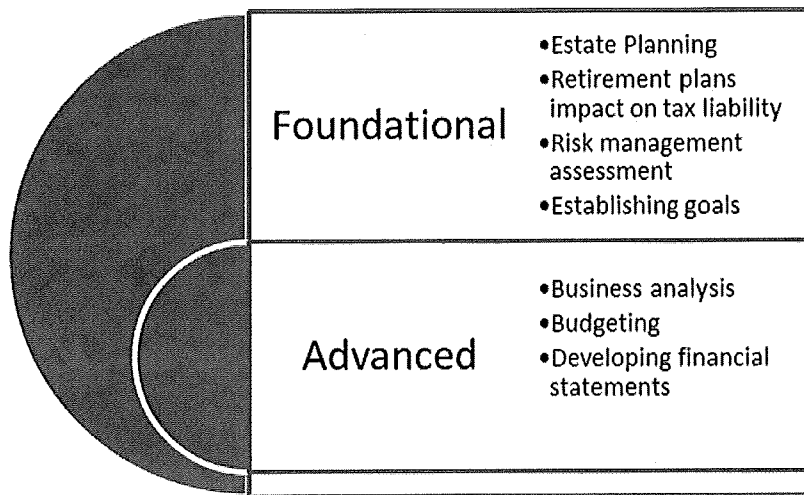 Foundational
•Estate Planning
•Retirement plans
impact on tax liability
•Risk management
assessment
•Establishing goals
Advanced
•Business analysis
•Budgeting
•Developing financial
statements